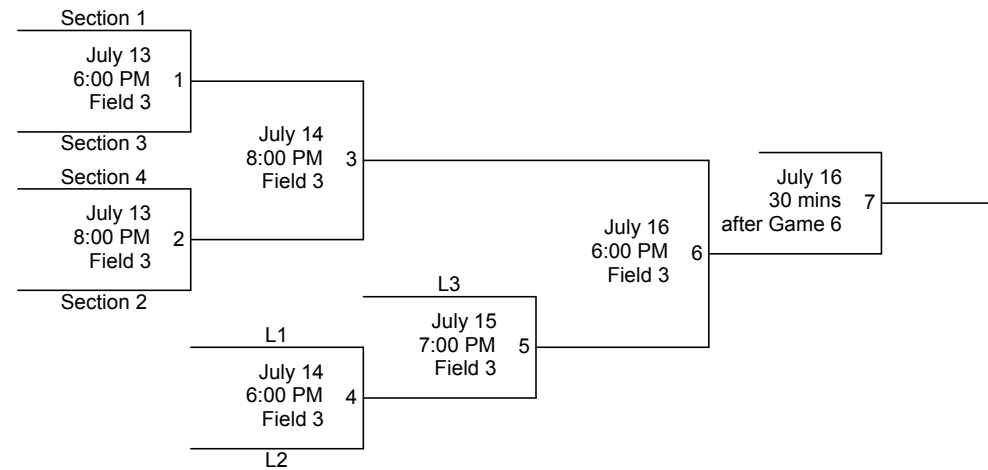 Section 1
July 13
6:00 PM
Field 3
1
Section 3
Section 4
July 13
8:00 PM
Field 3
2
Section 2
July 14
8:00 PM
Field 3
3
L1
July 14
6:00 PM
Field 3
4
L2
L3
July 15
7:00 PM
Field 3
5
July 16
6:00 PM
Field 3
6
July 16
30 mins
after Game 6
7